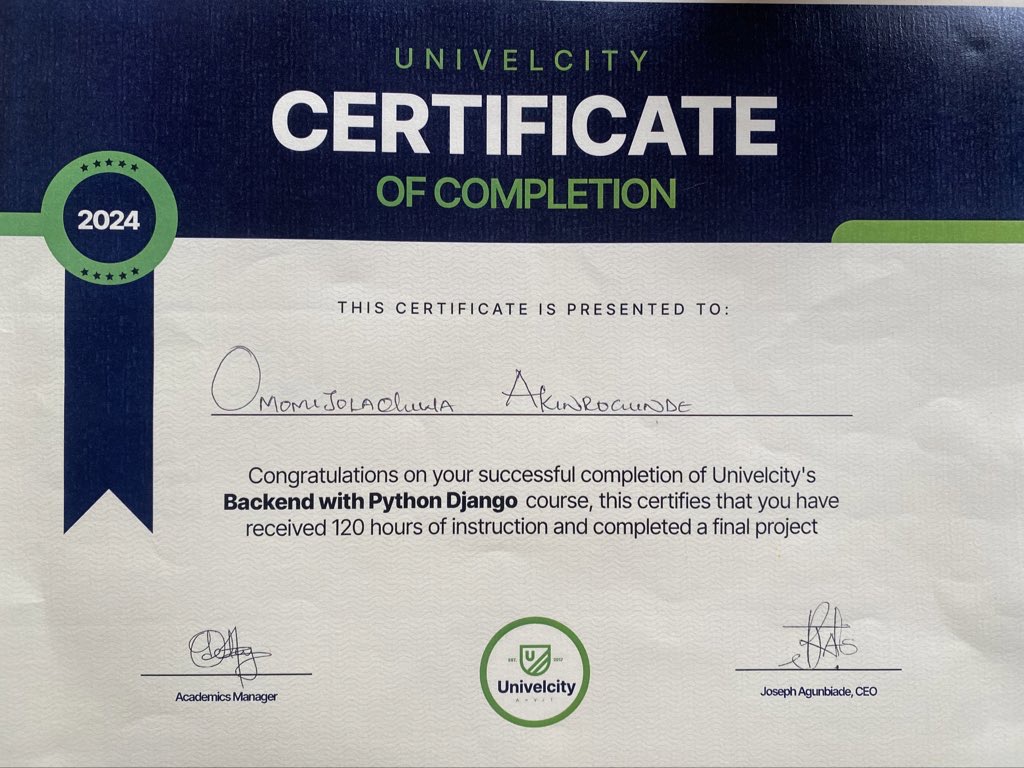 UNIVELCITY
CERTIFICATE
OF COMPLETION
2024
THIS CERTIFICATE IS PRESENTED TO:
OMOMIJOLAOluwa AKINROGUNDE
Congratulations on your successful completion of Univelcity's
Backend with Python Django course, this certifies that you have
received 120 hours of instruction and completed a final project
Academics Manager
EST. 2017
Univelcity
Joseph Agunbiade, CEO